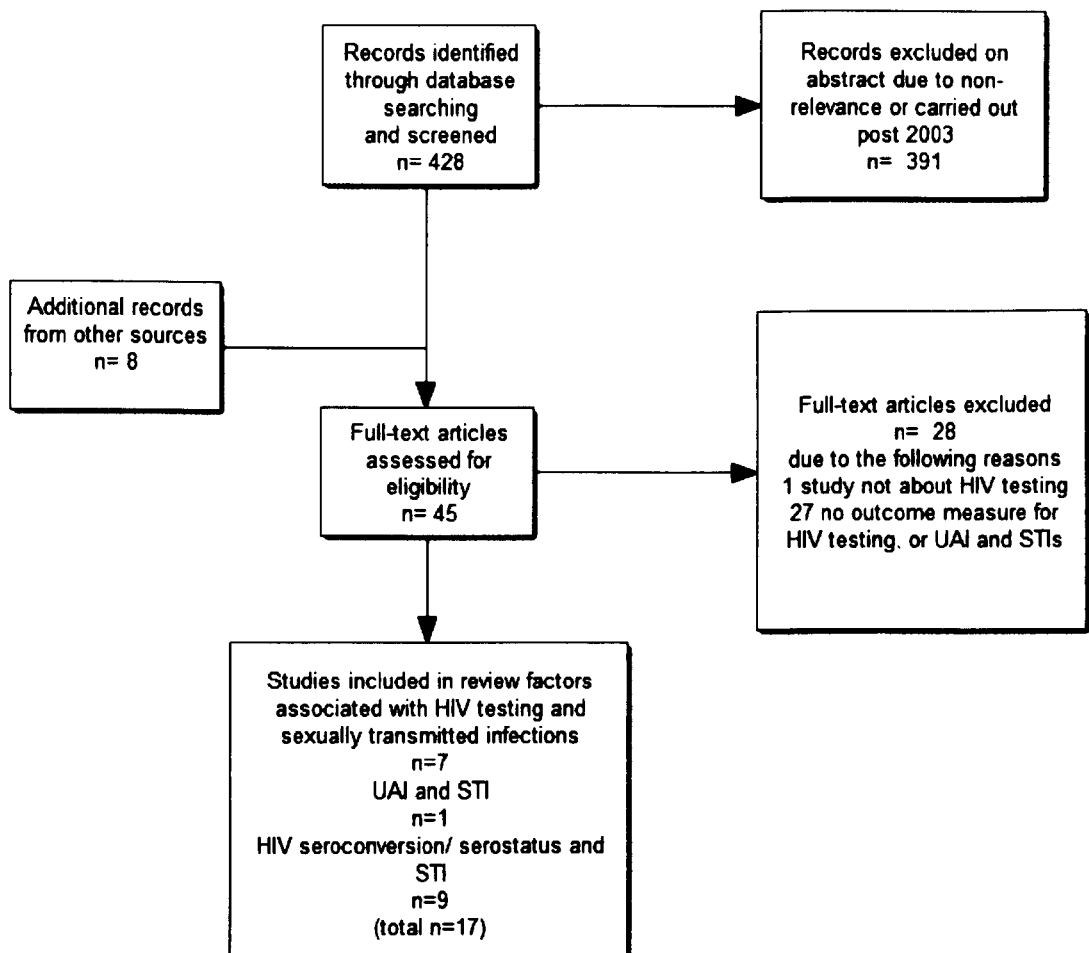 Records identified
through database
searching
and screened
n= 428
Records excluded on
abstract due to non-
relevance or carried out
post 2003
n= 391
Additional records
from other sources
n= 8
Full-text articles
assessed for
eligibility
n= 45
Full-text articles excluded
n= 28
due to the following reasons
1 study not about HIV testing
27 no outcome measure for
HIV testing, or UAI and STIs
Studies included in review factors
associated with HIV testing and
sexually transmitted infections
n=7
UAI and STI
n=1
HIV seroconversion/ serostatus and
STI
n=9
(total n=17)